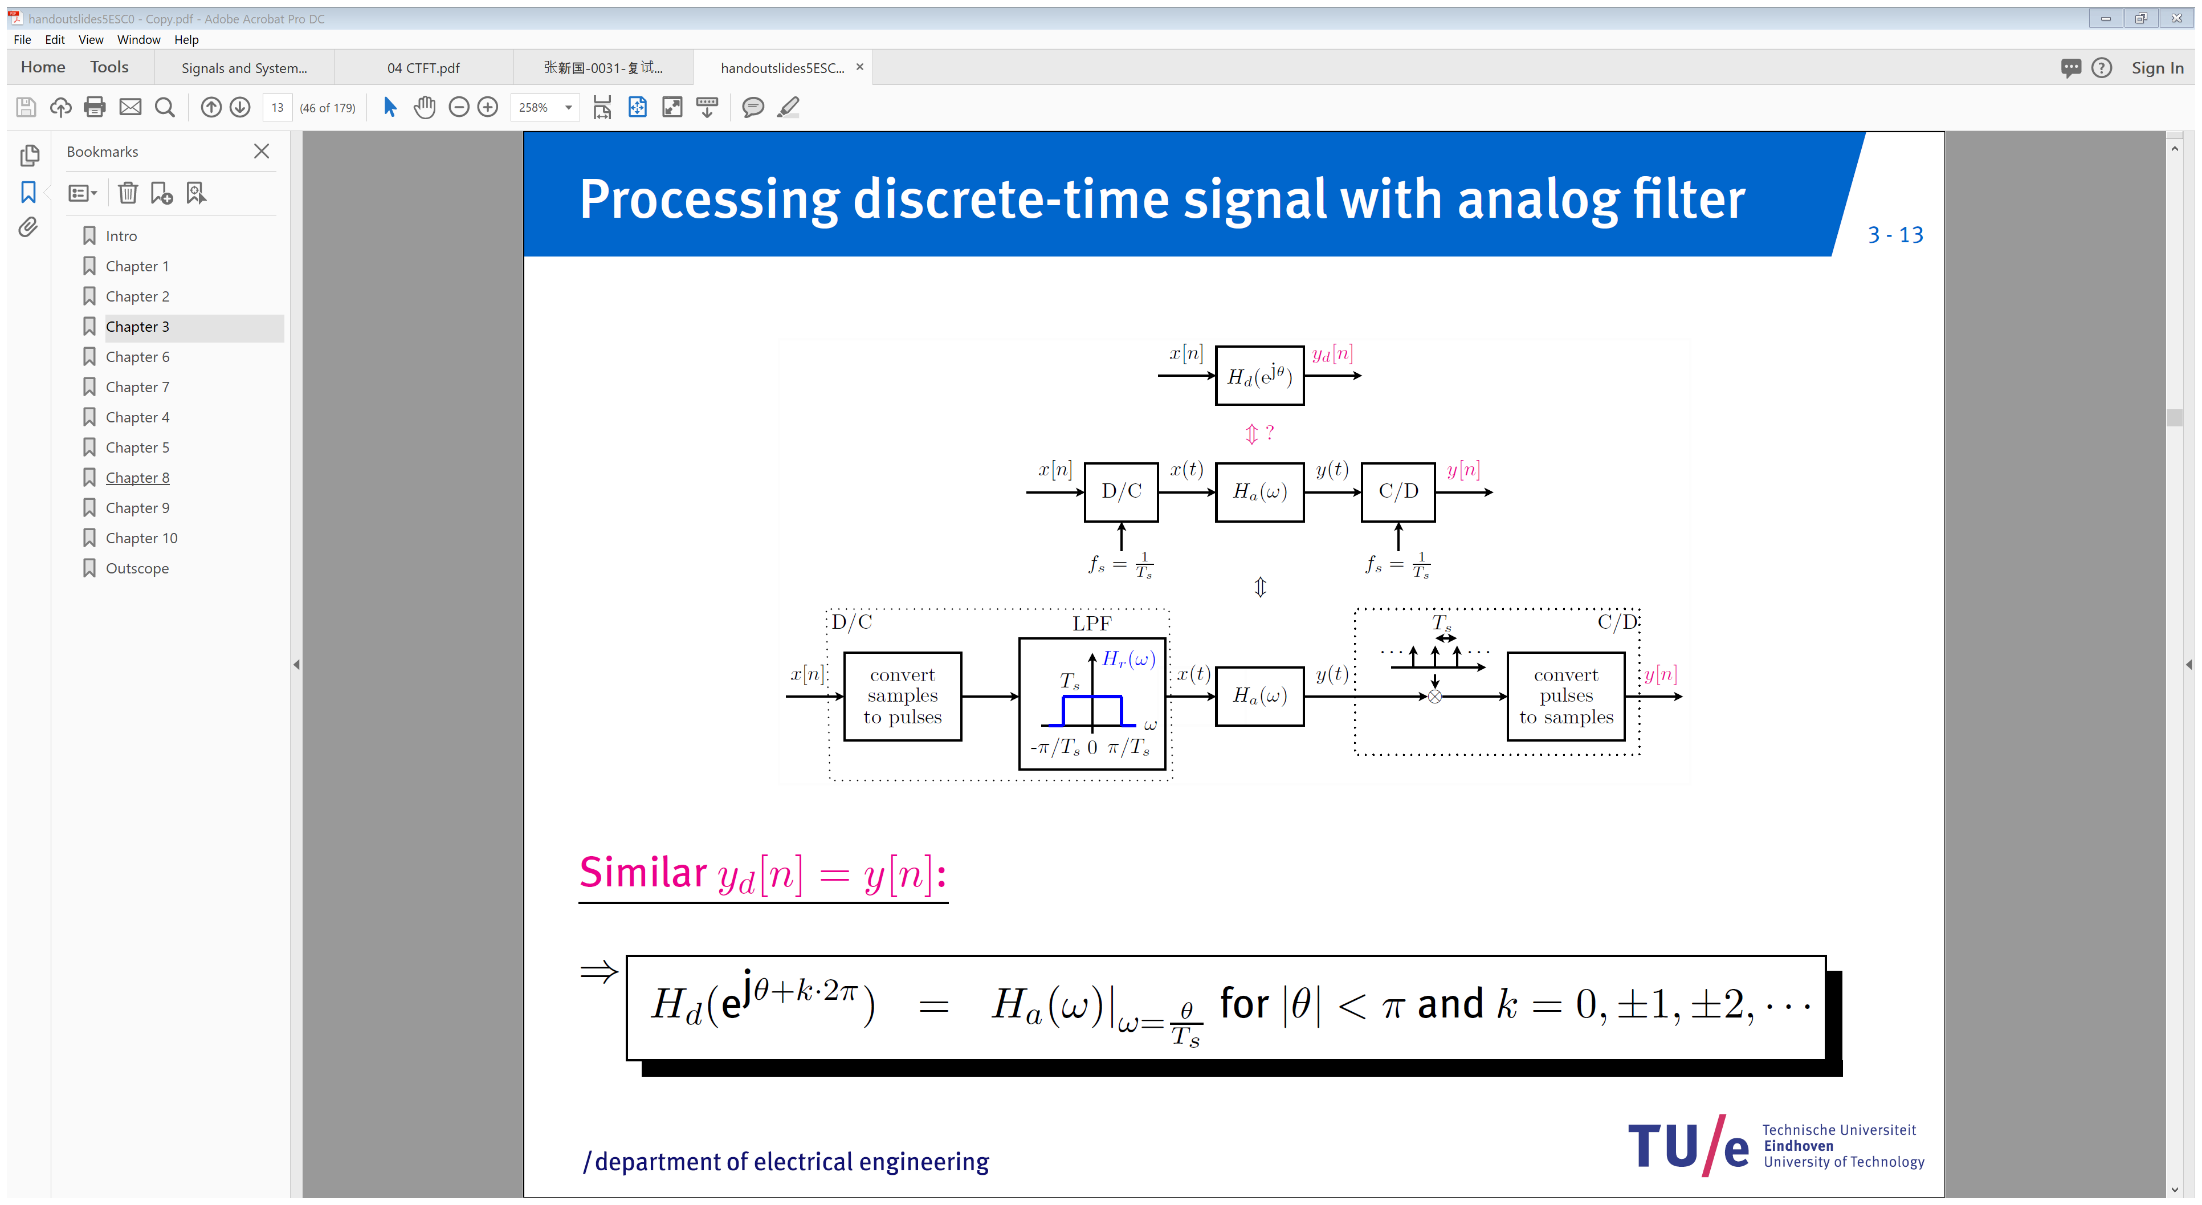 handoutslides5ESC0 - Copy.pdf - Adobe Acrobat Pro DC
File Edit View Window Help
Home Tools Signals and System... 04 CTFT.pdf 张新国-0031-复试... handoutslides5ESC... ×
Sign In
13 (46 of 179) 258%
Bookmarks
Intro
Chapter 1
Chapter 2
Chapter 3
Chapter 6
Chapter 7
Chapter 4
Chapter 5
Chapter 8
Chapter 9
Chapter 10
Outscope
Processing discrete-time signal with analog filter
3 - 13
x[n] H_d(e^{jθ}) y_d[n]
⇕ ?
x[n] D/C x(t) H_a(ω) y(t) C/D y[n]
f_s = 1/T_s f_s = 1/T_s
⇕
D/C LPF T_s C/D
H_r(ω)
··· ···
x[n] convert samples to pulses T_s ω x(t) H_a(ω) y(t) ⊗ convert pulses to samples y[n]
-π/T_s 0 π/T_s
Similar y_d[n] = y[n]:
⇒ H_d(e^{jθ+k·2π}) = H_a(ω)|_{ω=θ/T_s} for |θ| < π and k = 0, ±1, ±2, ···
/ department of electrical engineering
TU/e Technische Universiteit
Eindhoven
University of Technology